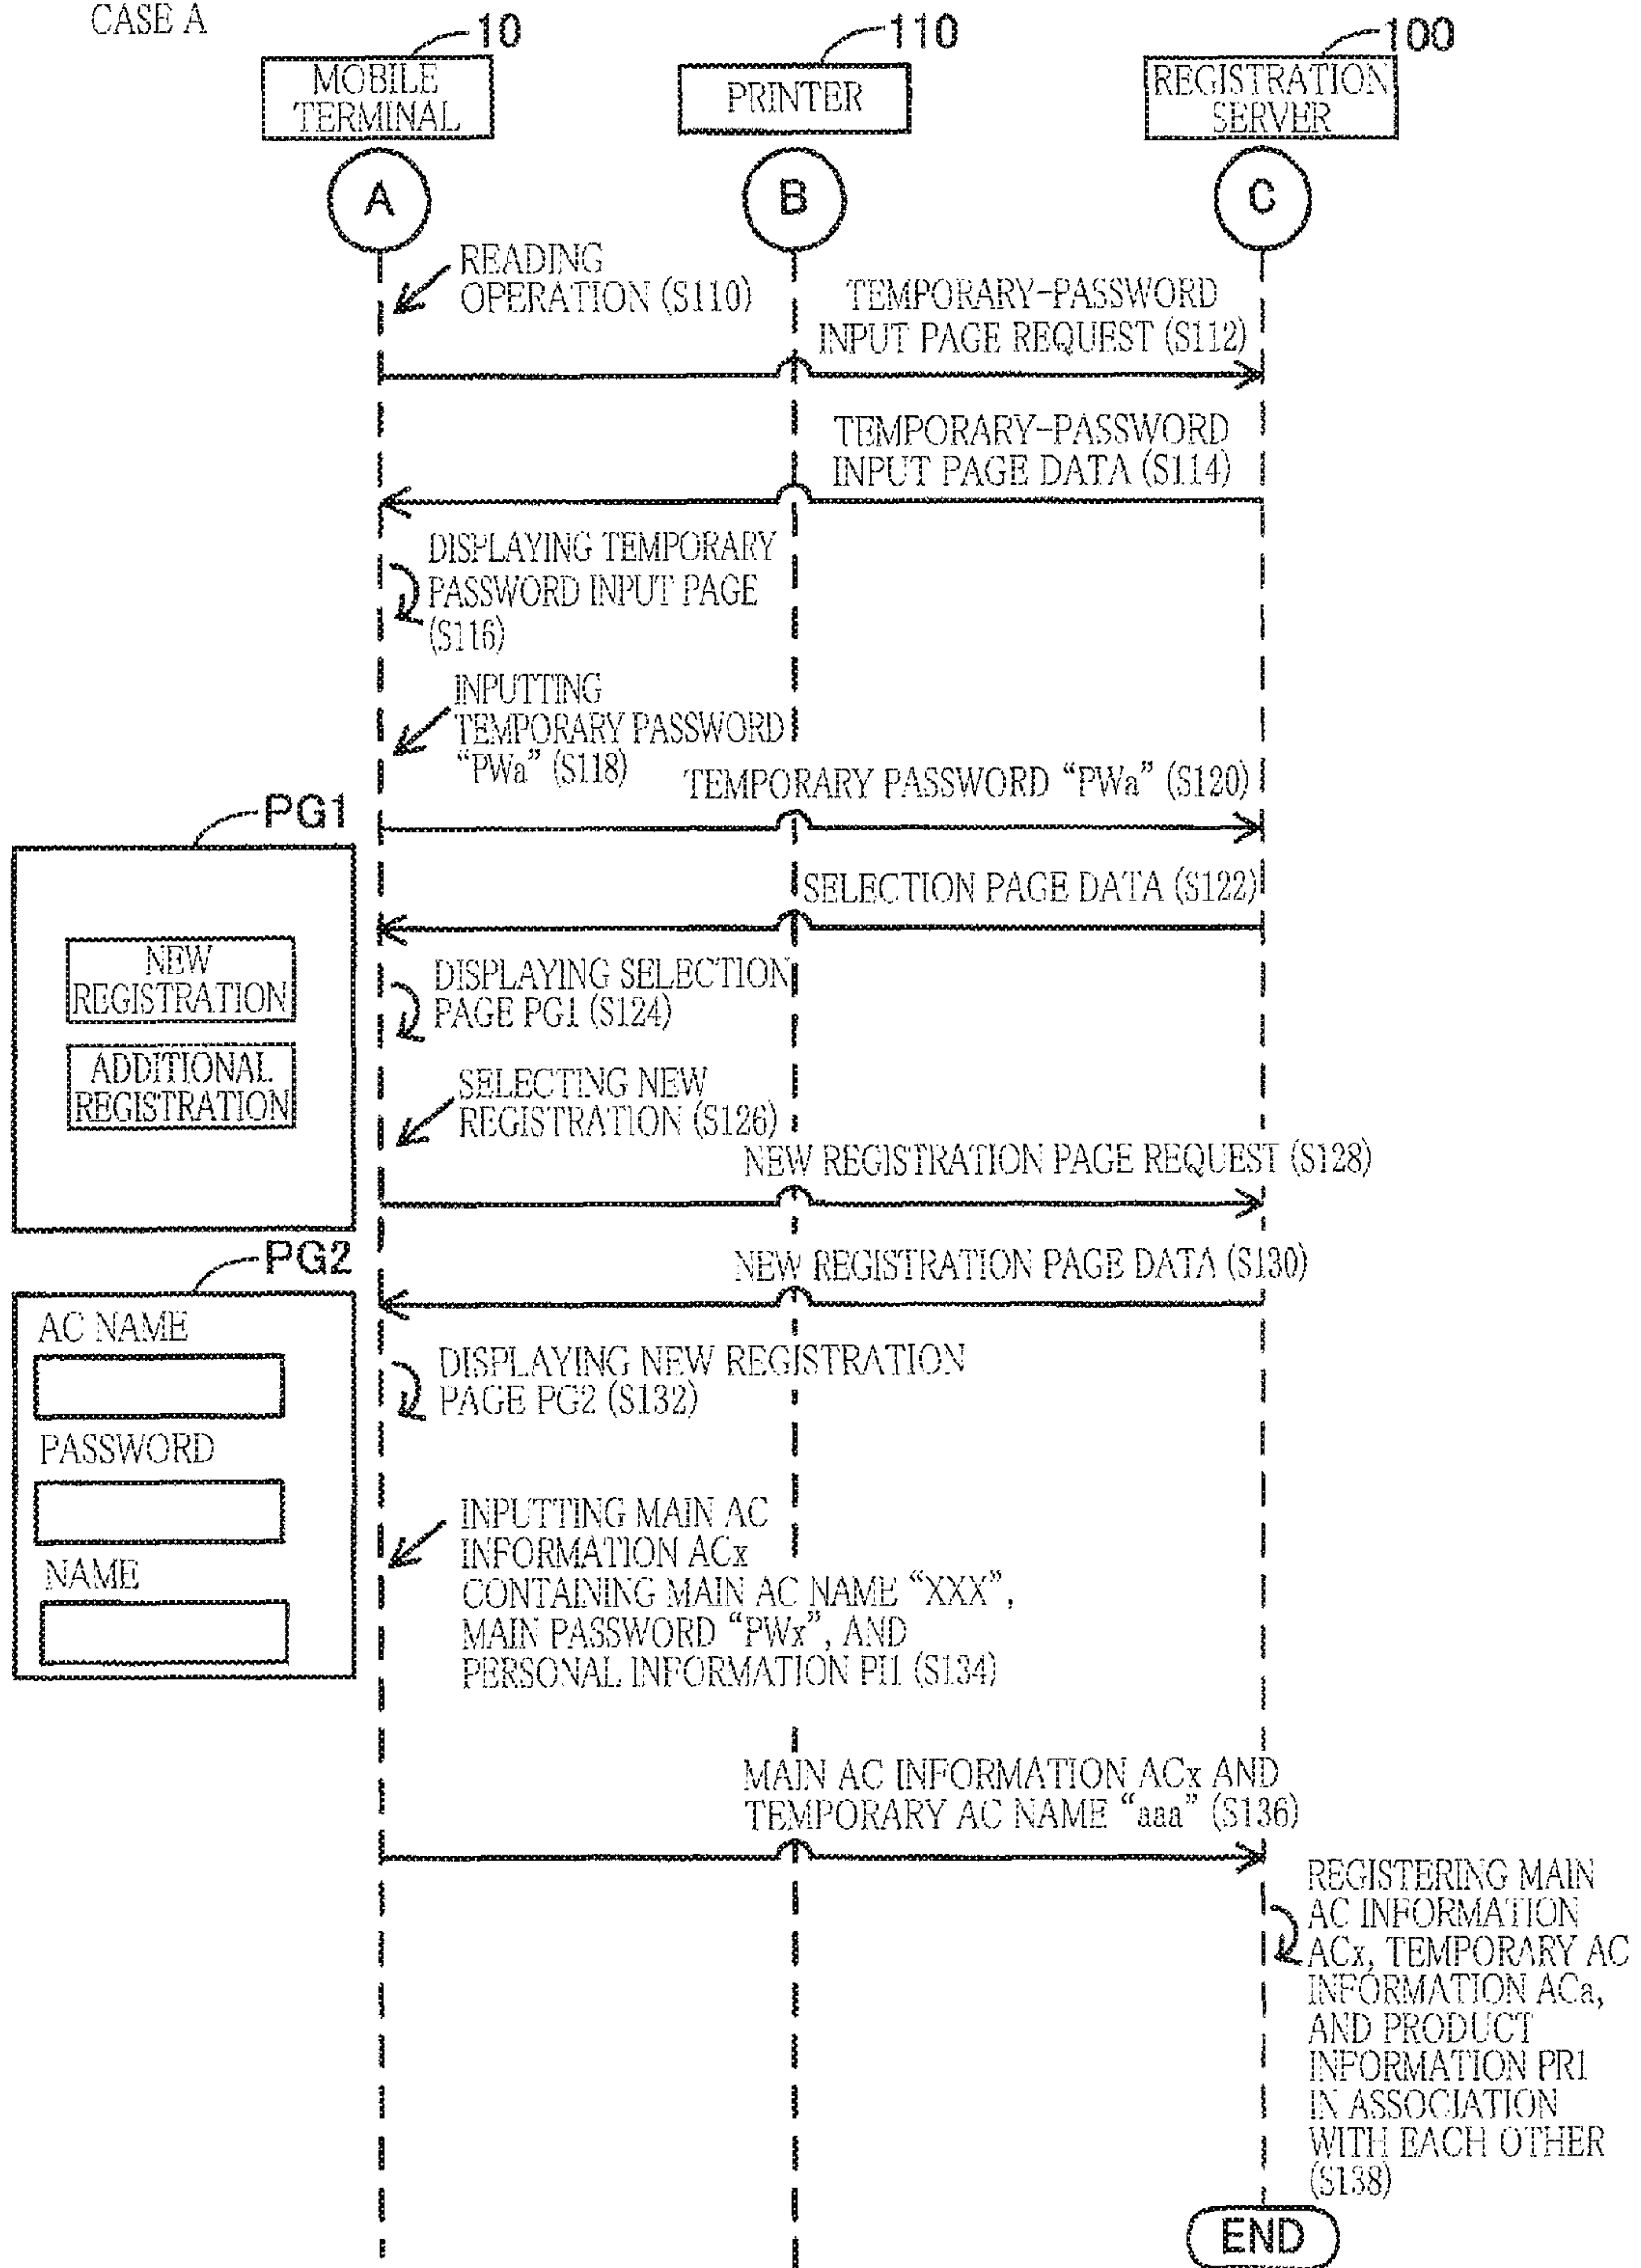 CASE A
10
110
100
MOBILE
TERMINAL
PRINTER
REGISTRATION
SERVER
A
B
C
READING
OPERATION (S110)
TEMPORARY-PASSWORD
INPUT PAGE REQUEST (S112)
TEMPORARY-PASSWORD
INPUT PAGE DATA (S114)
DISPLAYING TEMPORARY
PASSWORD INPUT PAGE
(S116)
INPUTTING
TEMPORARY PASSWORD
“PWa” (S118)
TEMPORARY PASSWORD “PWa” (S120)
PG1
SELECTION PAGE DATA (S122)
NEW
REGISTRATION
ADDITIONAL
REGISTRATION
DISPLAYING SELECTION
PAGE PG1 (S124)
SELECTING NEW
REGISTRATION (S126)
NEW REGISTRATION PAGE REQUEST (S128)
PG2
NEW REGISTRATION PAGE DATA (S130)
AC NAME
PASSWORD
NAME
DISPLAYING NEW REGISTRATION
PAGE PG2 (S132)
INPUTTING MAIN AC
INFORMATION ACx
CONTAINING MAIN AC NAME “XXX”,
MAIN PASSWORD “PWx”, AND
PERSONAL INFORMATION PI1 (S134)
MAIN AC INFORMATION ACx AND
TEMPORARY AC NAME “aaa” (S136)
REGISTERING MAIN
AC INFORMATION
ACx, TEMPORARY AC
INFORMATION ACa,
AND PRODUCT
INFORMATION PR1
IN ASSOCIATION
WITH EACH OTHER
(S138)
END